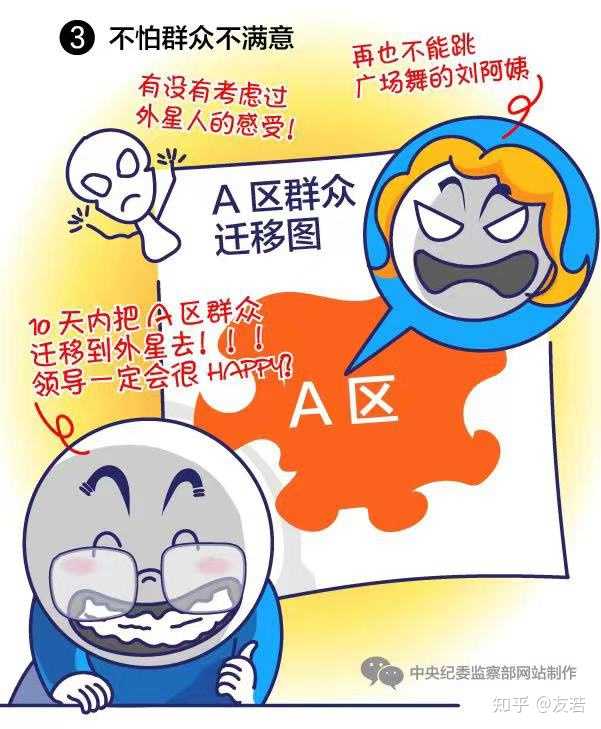 3 不怕群众不满意
有没有考虑过
外星人的感受！
再也不能跳
广场舞的刘阿姨
A区群众
迁移图
10天内把A区群众
迁移到外星去！！！
领导一定会很HAPPY？
A区
中央纪委监察部网站制作
知乎 @友若